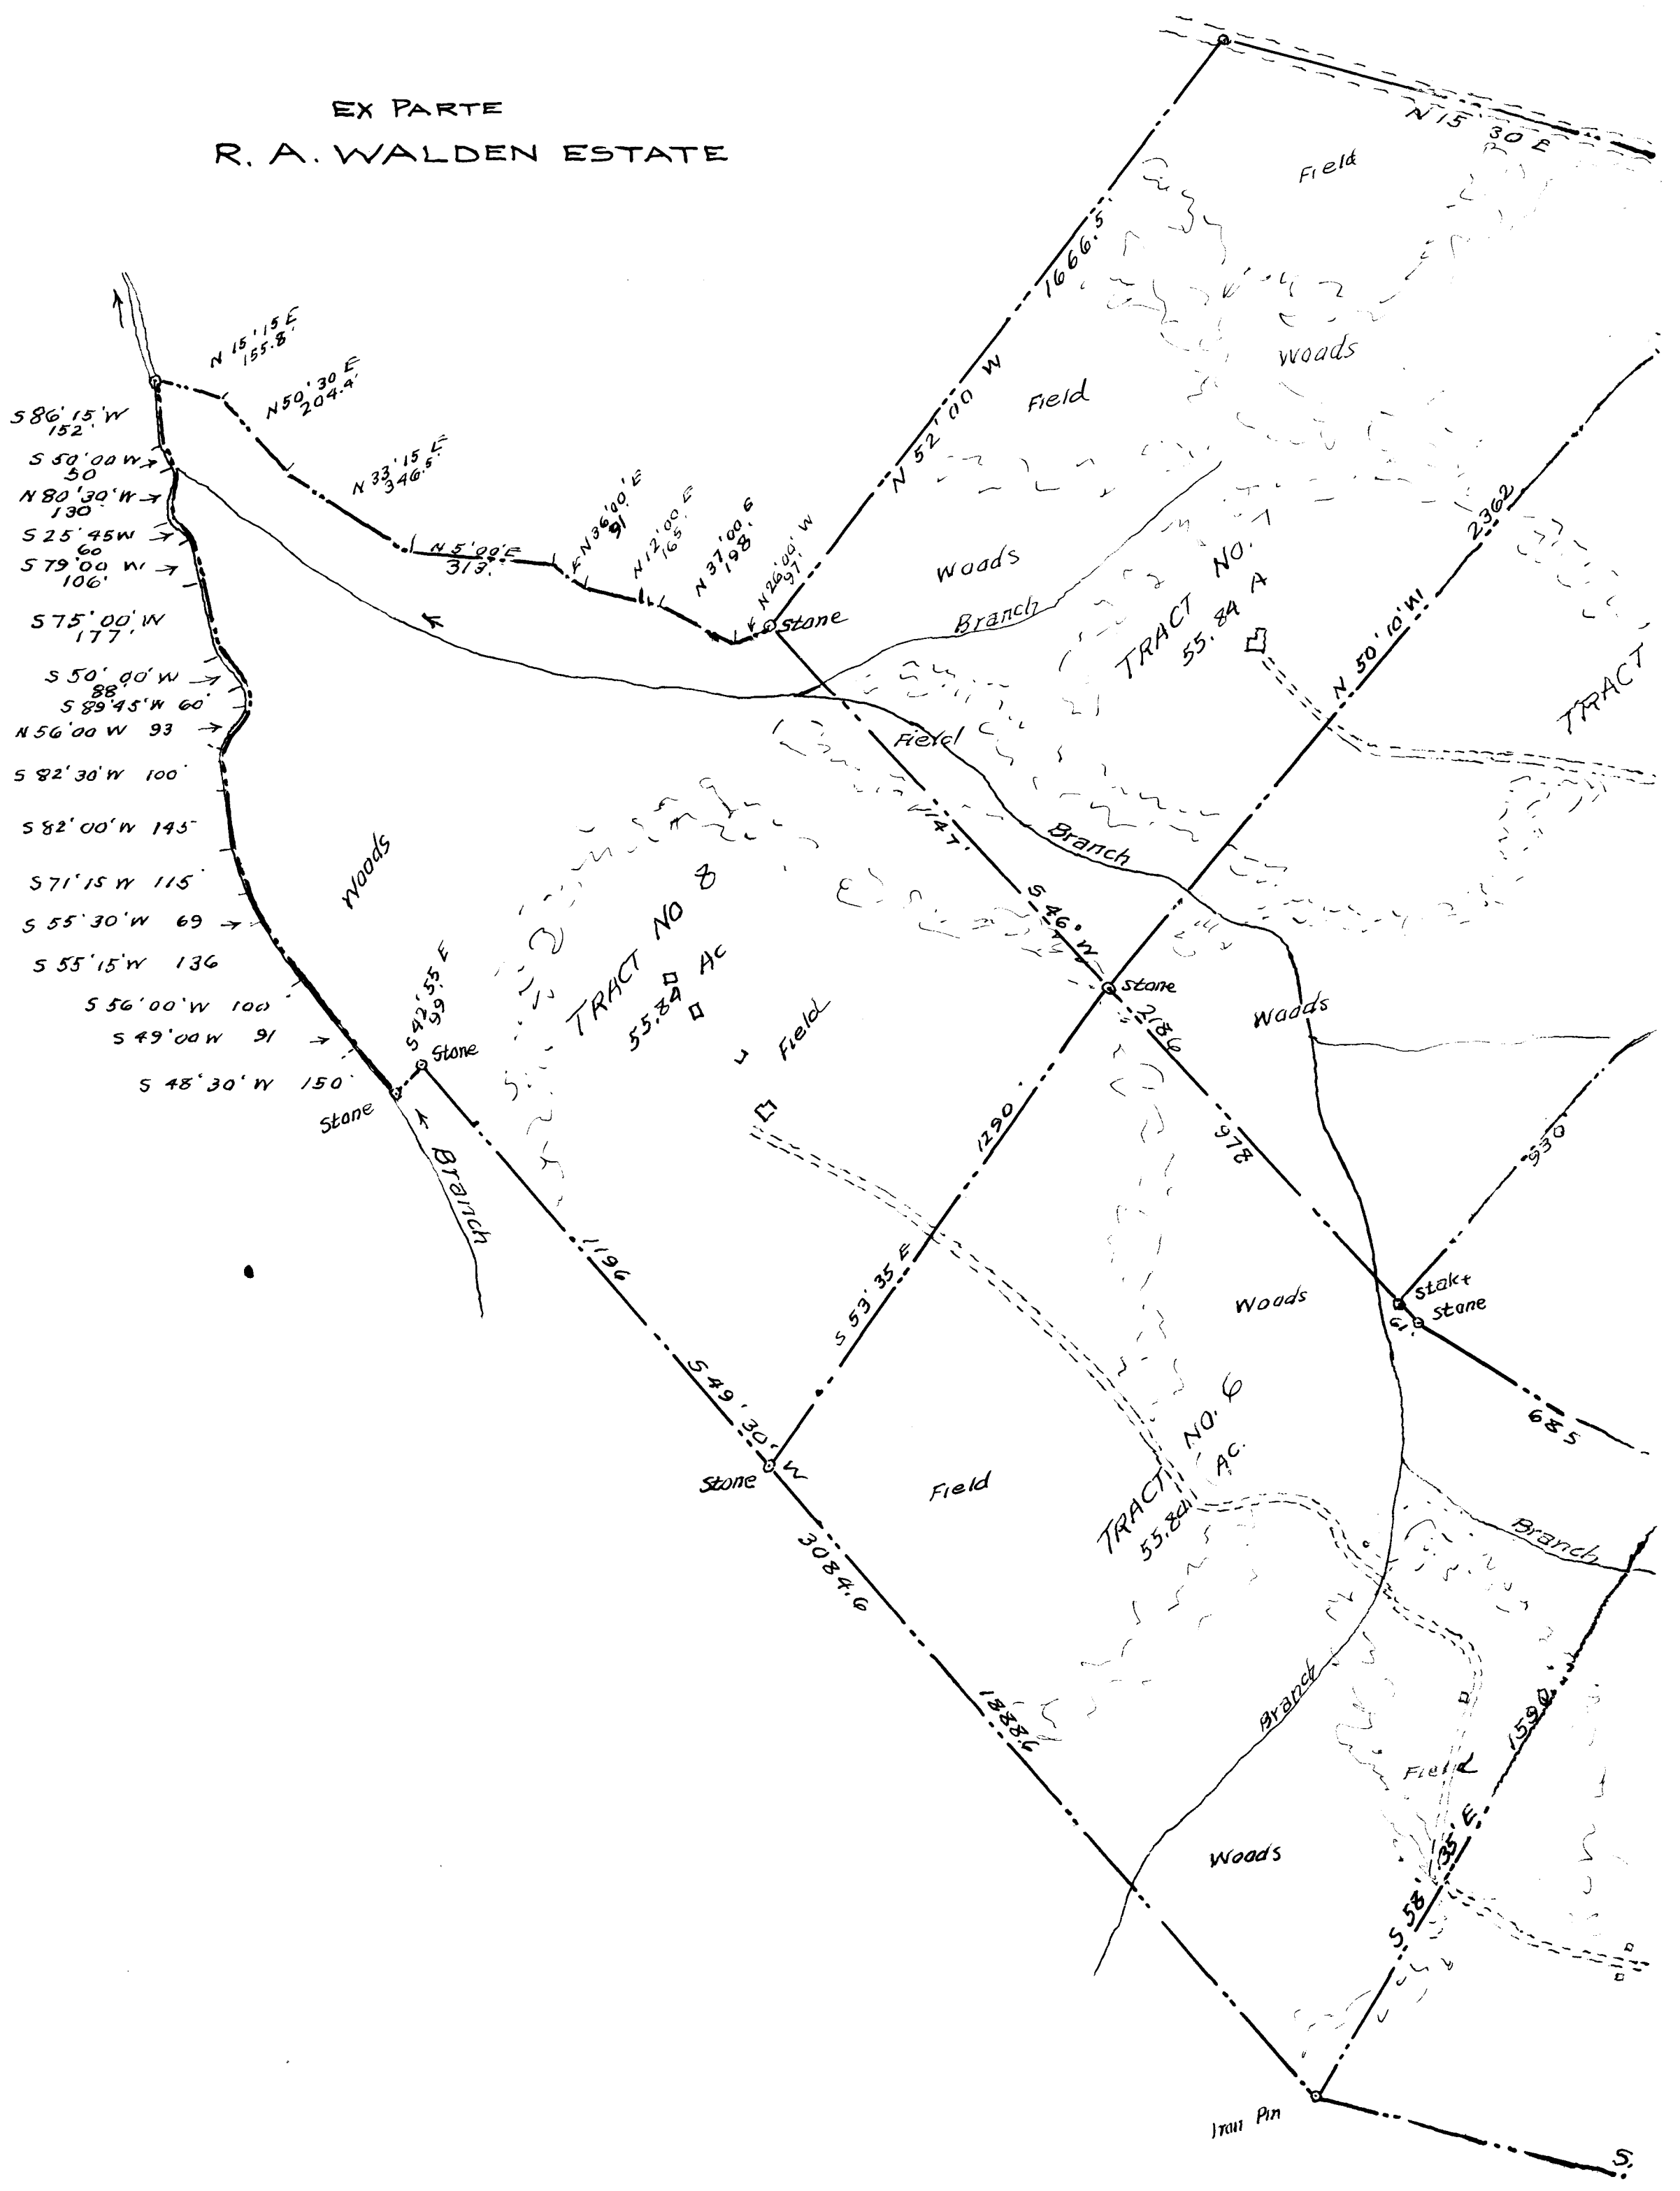 EX PARTE
R. A. WALDEN ESTATE
N 15 30 E
Field
1666.5'
N 52'00 W
Woods
Field
N 15'15 E
155.8'
N 50'30 E
204.4'
N 33'15 E
346.5'
N 5'00'E
313'
N 36'00' E
91'
N 12'00' E
165'
N 37'00 E
198'
N 26'00' W
97'
Stone
S 86'15'W
152'
S 50'00 W
50
N 80'30'W
130'
S 25'45W
60
S 79'00 W
106'
S 75'00'W
177'
S 50'00'W
88'
S 89'45'W 60'
N 56'00 W 93
S 82'30'W 100'
S 82'00'W 145
S 71'15 W 115'
S 55'30'W 69
S 55'15'W 136
S 56'00'W 100
S 49'00 W 91
S 48'30'W 150'
Woods
Branch
TRACT NO. 7
55.84 A
2362
N 50'10'W
TRACT
Field
1147'
Branch
S 46° W
Stone
2186
978
Woods
930
Woods
TRACT NO 8
55.84 Ac
Field
S 42'55 E
99'
Stone
Stone
Branch
1196
1290'
S 53'35 E
Woods
Stak+
Stone
13'
685
S 49'30' W
Stone
3084.6
Field
TRACT NO. 6
55.84 AC.
Branch
Branch
1888.6
1590
Field
Woods
S 58'35' E
Iron Pin
S.